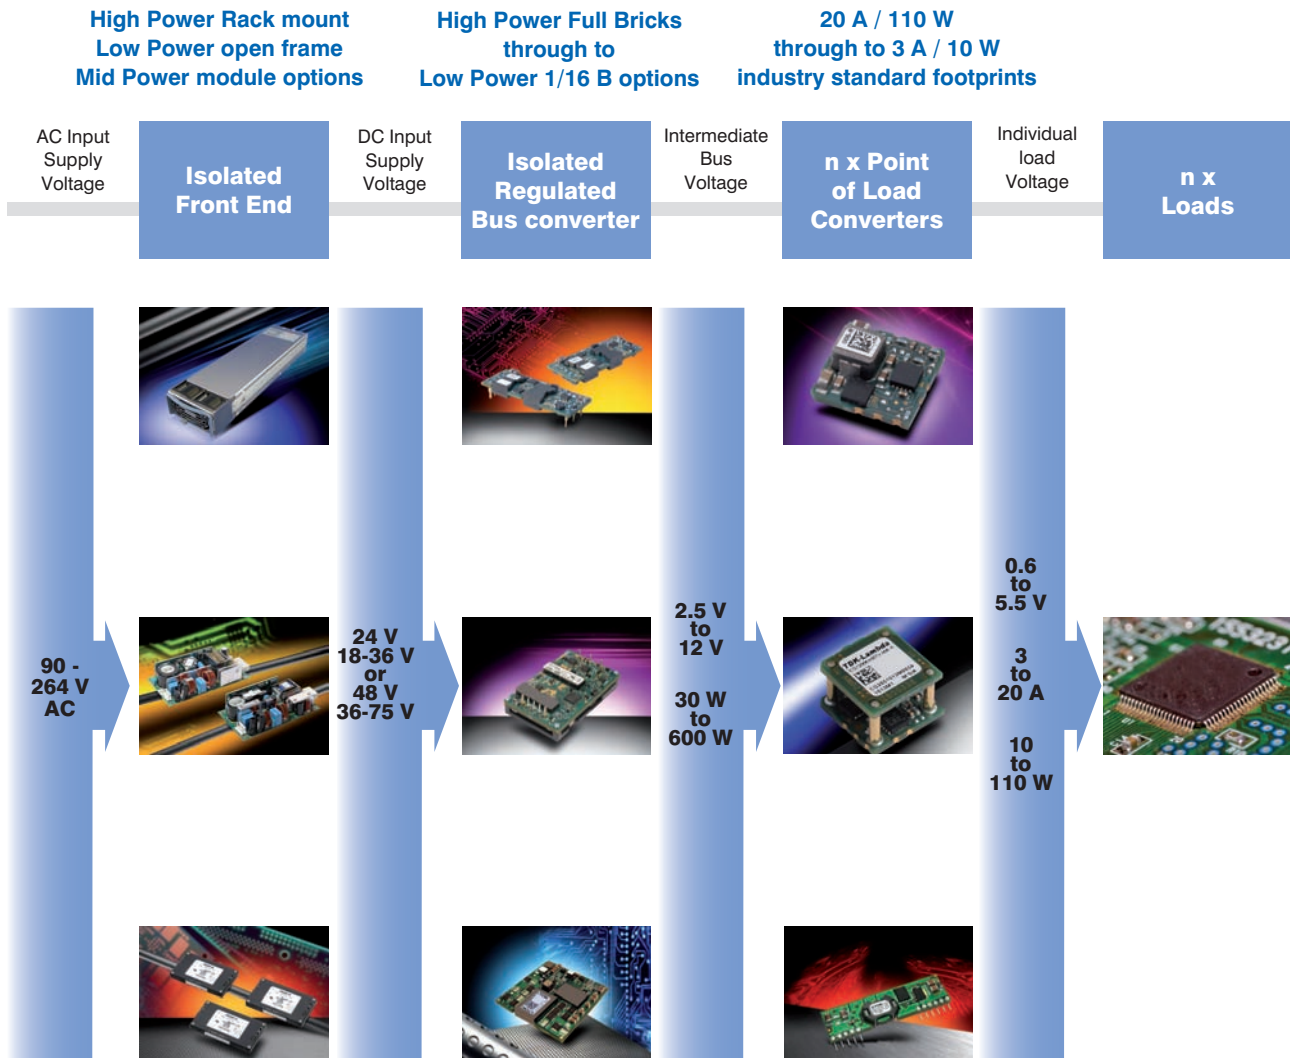 High Power Rack mount
Low Power open frame
Mid Power module options
High Power Full Bricks
through to
Low Power 1/16 B options
20 A / 110 W
through to 3 A / 10 W
industry standard footprints
AC Input
Supply
Voltage
Isolated
Front End
DC Input
Supply
Voltage
Isolated
Regulated
Bus converter
Intermediate
Bus
Voltage
n x Point
of Load
Converters
Individual
load
Voltage
n x
Loads
90 -
264 V
AC
24 V
18-36 V
or
48 V
36-75 V
2.5 V
to
12 V
30 W
to
600 W
TDK-Lambda
0.6
to
5.5 V
3
to
20 A
10
to
110 W